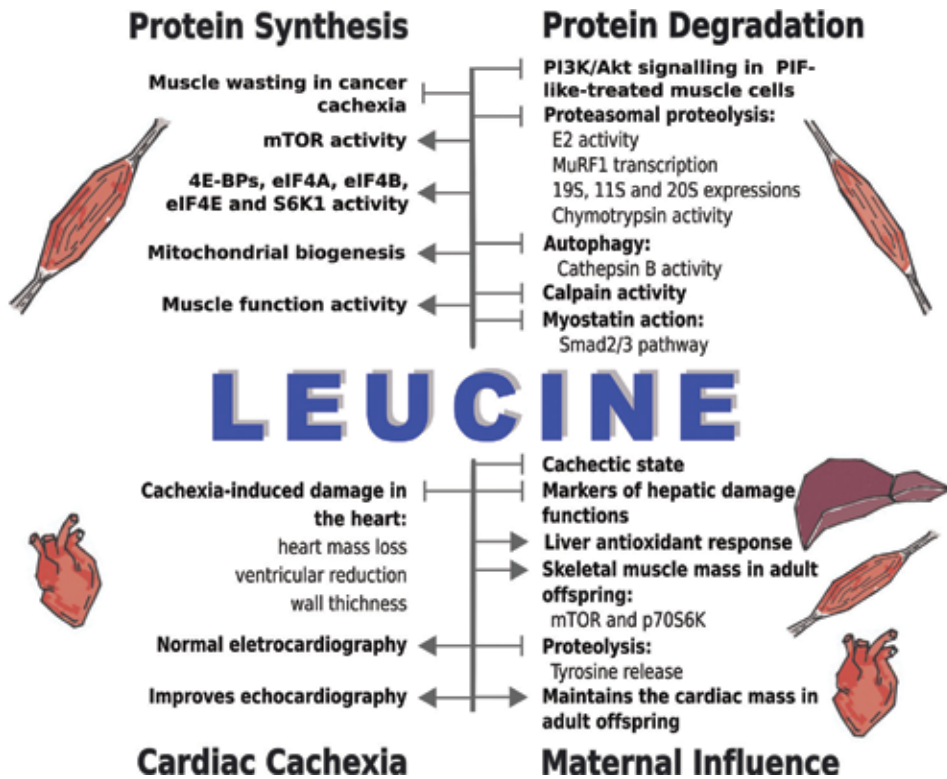 Protein Synthesis
Muscle wasting in cancer
cachexia
mTOR activity
4E-BPs, eIF4A, eIF4B,
eIF4E and S6K1 activity
Mitochondrial biogenesis
Muscle function activity
Protein Degradation
PI3K/Akt signalling in PIF-
like-treated muscle cells
Proteasomal proteolysis:
E2 activity
MuRF1 transcription
19S, 11S and 20S expressions
Chymotrypsin activity
Autophagy:
Cathepsin B activity
Calpain activity
Myostatin action:
Smad2/3 pathway
LEUCINE
Cachexia-induced damage in
the heart:
heart mass loss
ventricular reduction
wall thichness
Normal eletrocardiography
Improves echocardiography
Cardiac Cachexia
Cachectic state
Markers of hepatic damage
functions
Liver antioxidant response
Skeletal muscle mass in adult
offspring:
mTOR and p70S6K
Proteolysis:
Tyrosine release
Maintains the cardiac mass in
adult offspring
Maternal Influence